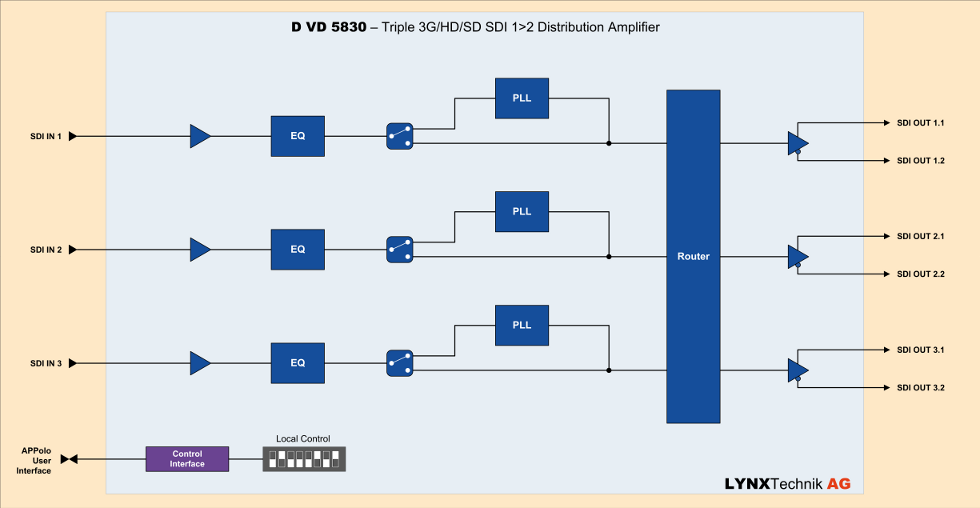 D VD 5830 – Triple 3G/HD/SD SDI 1>2 Distribution Amplifier
PLL
SDI IN 1
EQ
SDI OUT 1.1
SDI OUT 1.2
PLL
SDI IN 2
EQ
Router
SDI OUT 2.1
SDI OUT 2.2
PLL
SDI IN 3
EQ
SDI OUT 3.1
SDI OUT 3.2
Local Control
APPolo
User
Interface
Control
Interface
LYNXTechnik AG